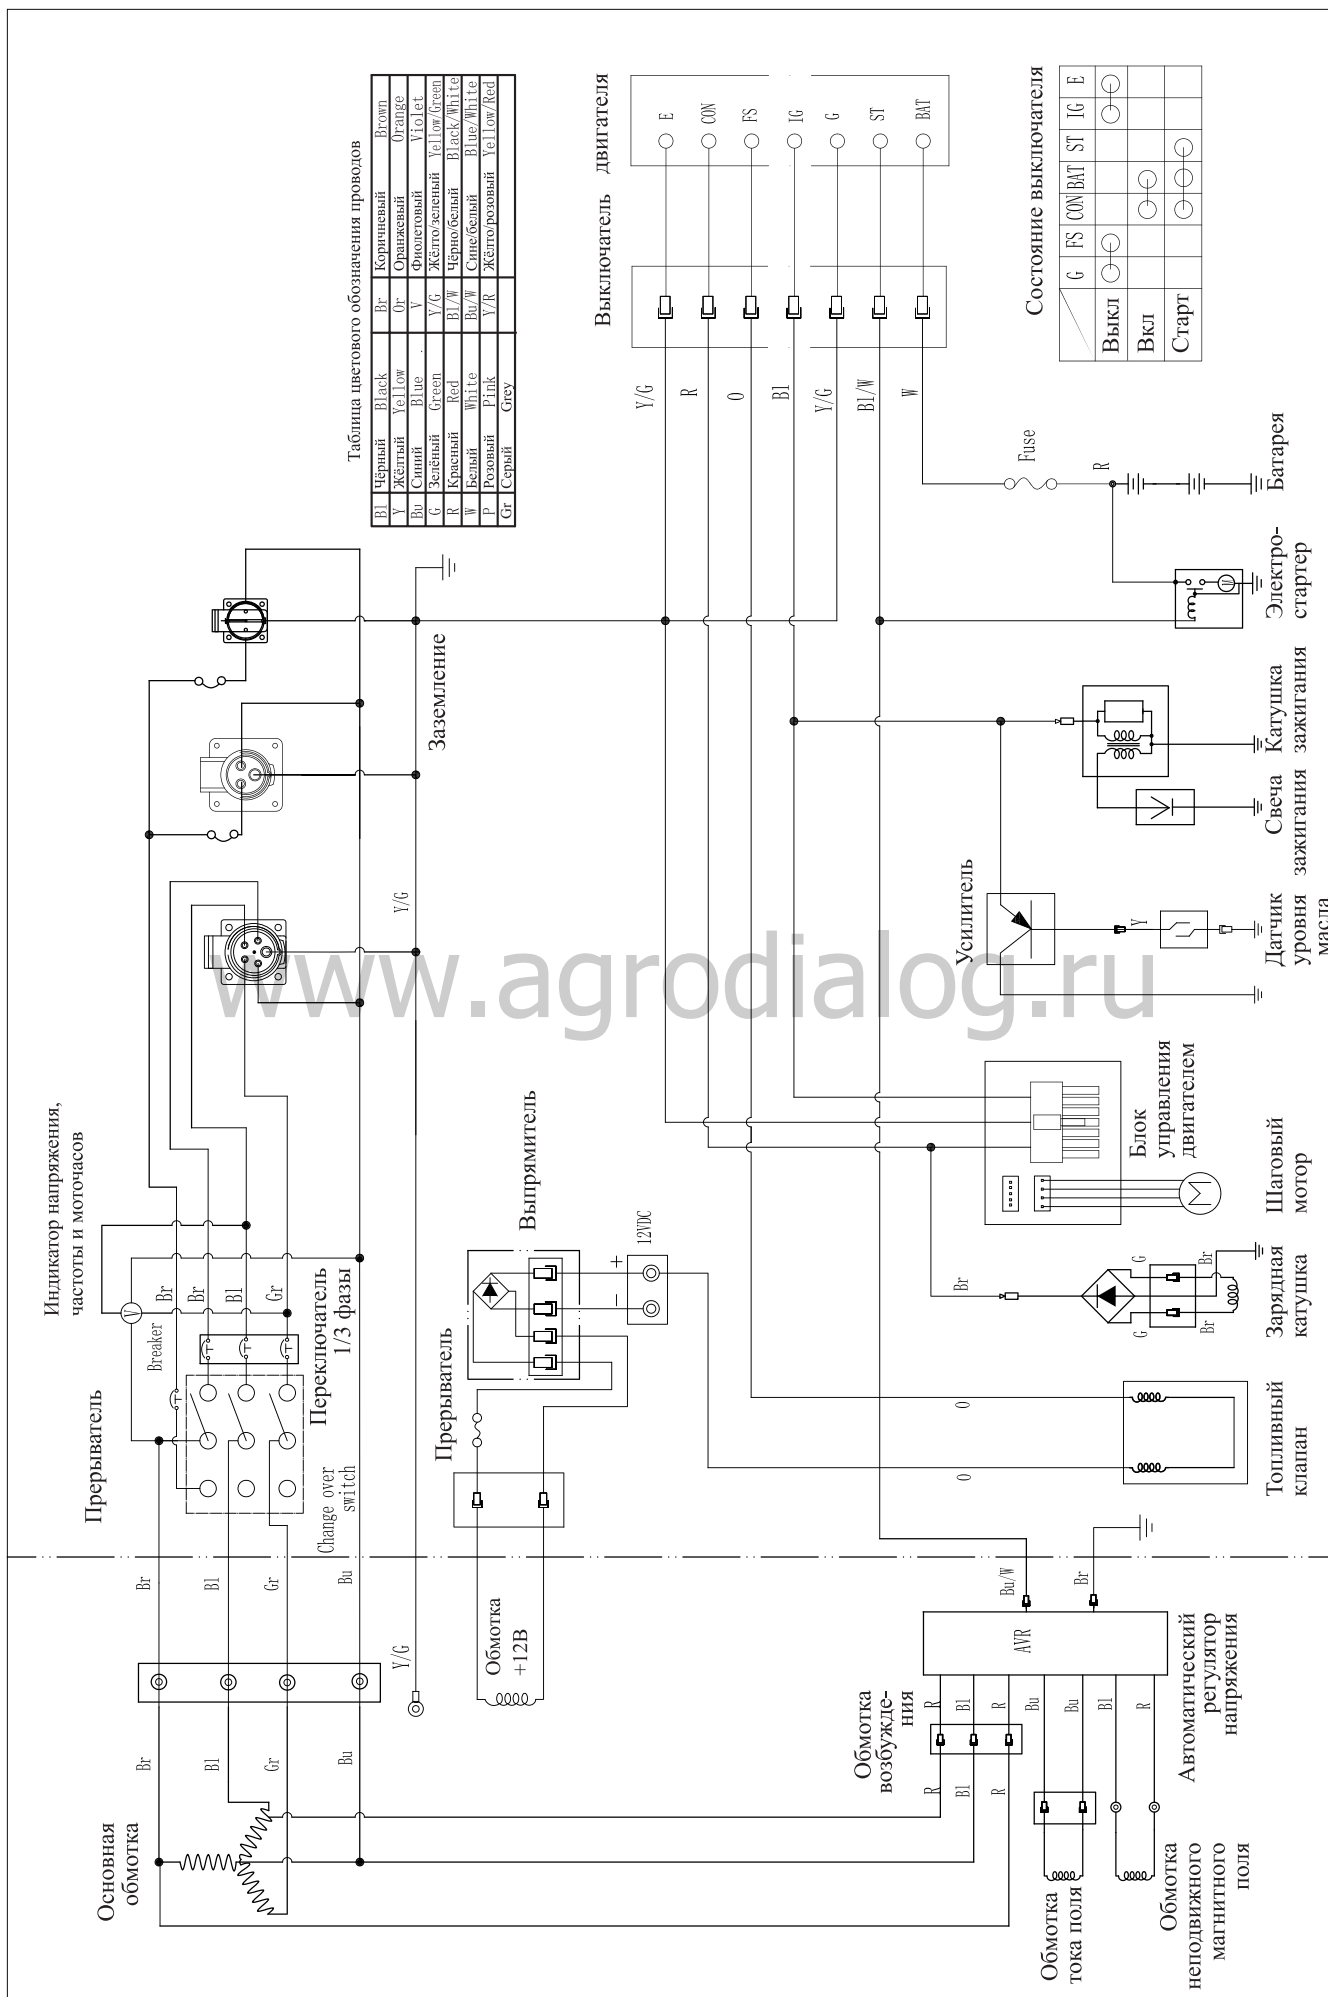 Таблица цветового обозначения проводов
Bl Чёрный Black Br Коричневый Brown
Y Жёлтый Yellow Or Оранжевый Orange
Bu Синий Blue V Фиолетовый Violet
G Зелёный Green Y/G Жёлто/зеленый Yellow/Green
R Красный Red Bl/W Чёрно/белый Black/White
W Белый White Bu/W Сине/белый Blue/White
P Розовый Pink Y/R Жёлто/розовый Yellow/Red
Gr Серый Grey
Выключатель двигателя
E
CON
FS
IG
G
ST
BAT
Y/G
R
O
Bl
Y/G
Bl/W
W
Состояние выключателя
G FS CON BAT ST IG E
Выкл
Вкл
Старт
Fuse
R
Батарея
Электро-
стартер
Катушка
зажигания
Свеча
зажигания
Датчик
уровня
масла
Y
Усилитель
Заземление
Y/G
www.agrodialog.ru
Индикатор напряжения,
частоты и моточасов
V
Br
Br
Bl
Gr
Breaker
Переключатель
1/3 фазы
Прерыватель
Change over
switch
Выпрямитель
12VDC
+
−
Прерыватель
Блок
управления
двигателем
M
Шаговый
мотор
Br
G
G
Br
Br
Зарядная
катушка
O
O
Топливный
клапан
Br
Bl
Gr
Bu
Y/G
Обмотка
+12В
Bu/W
Br
AVR
Автоматический
регулятор
напряжения
Обмотка
возбужде-
ния
R
Bl
R
Bu
Bu
Bl
R
R
Bl
R
Br
Bl
Gr
Bu
Основная
обмотка
Обмотка
тока поля
Обмотка
неподвижного
магнитного
поля